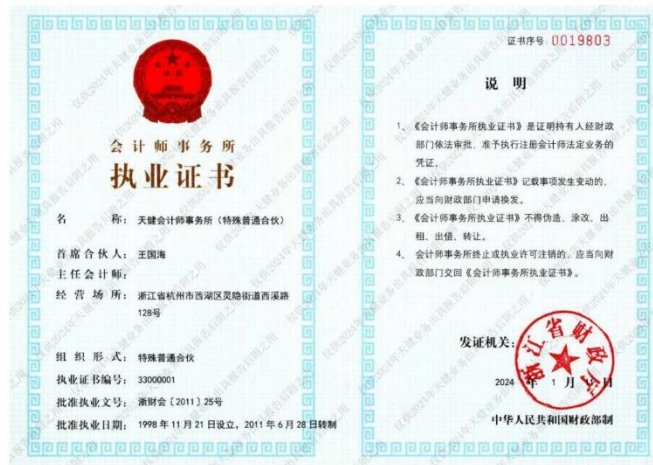 会计师事务所
执业证书
名称：天健会计师事务所（特殊普通合伙）
首席合伙人：王国海
主任会计师：
经营场所：浙江省杭州市西湖区灵隐街道西溪路
128号
组织形式：特殊普通合伙
执业证书编号：33000001
批准执业文号：浙财会〔2011〕25号
批准执业日期：1998年11月21日设立，2011年6月28日转制
证书序号 0019803
说明
1、《会计师事务所执业证书》是证明持有人经财政
部门依法审批，准予执行注册会计师法定业务的
凭证。
2、《会计师事务所执业证书》记载事项发生变动的，
应当向财政部门申请换发。
3、《会计师事务所执业证书》不得伪造、涂改、出
租、出借、转让。
4、会计师事务所终止或执业许可注销的，应当向财
政部门交回《会计师事务所执业证书》。
发证机关：
浙江省财政厅
2024年1月 日
中华人民共和国财政部制